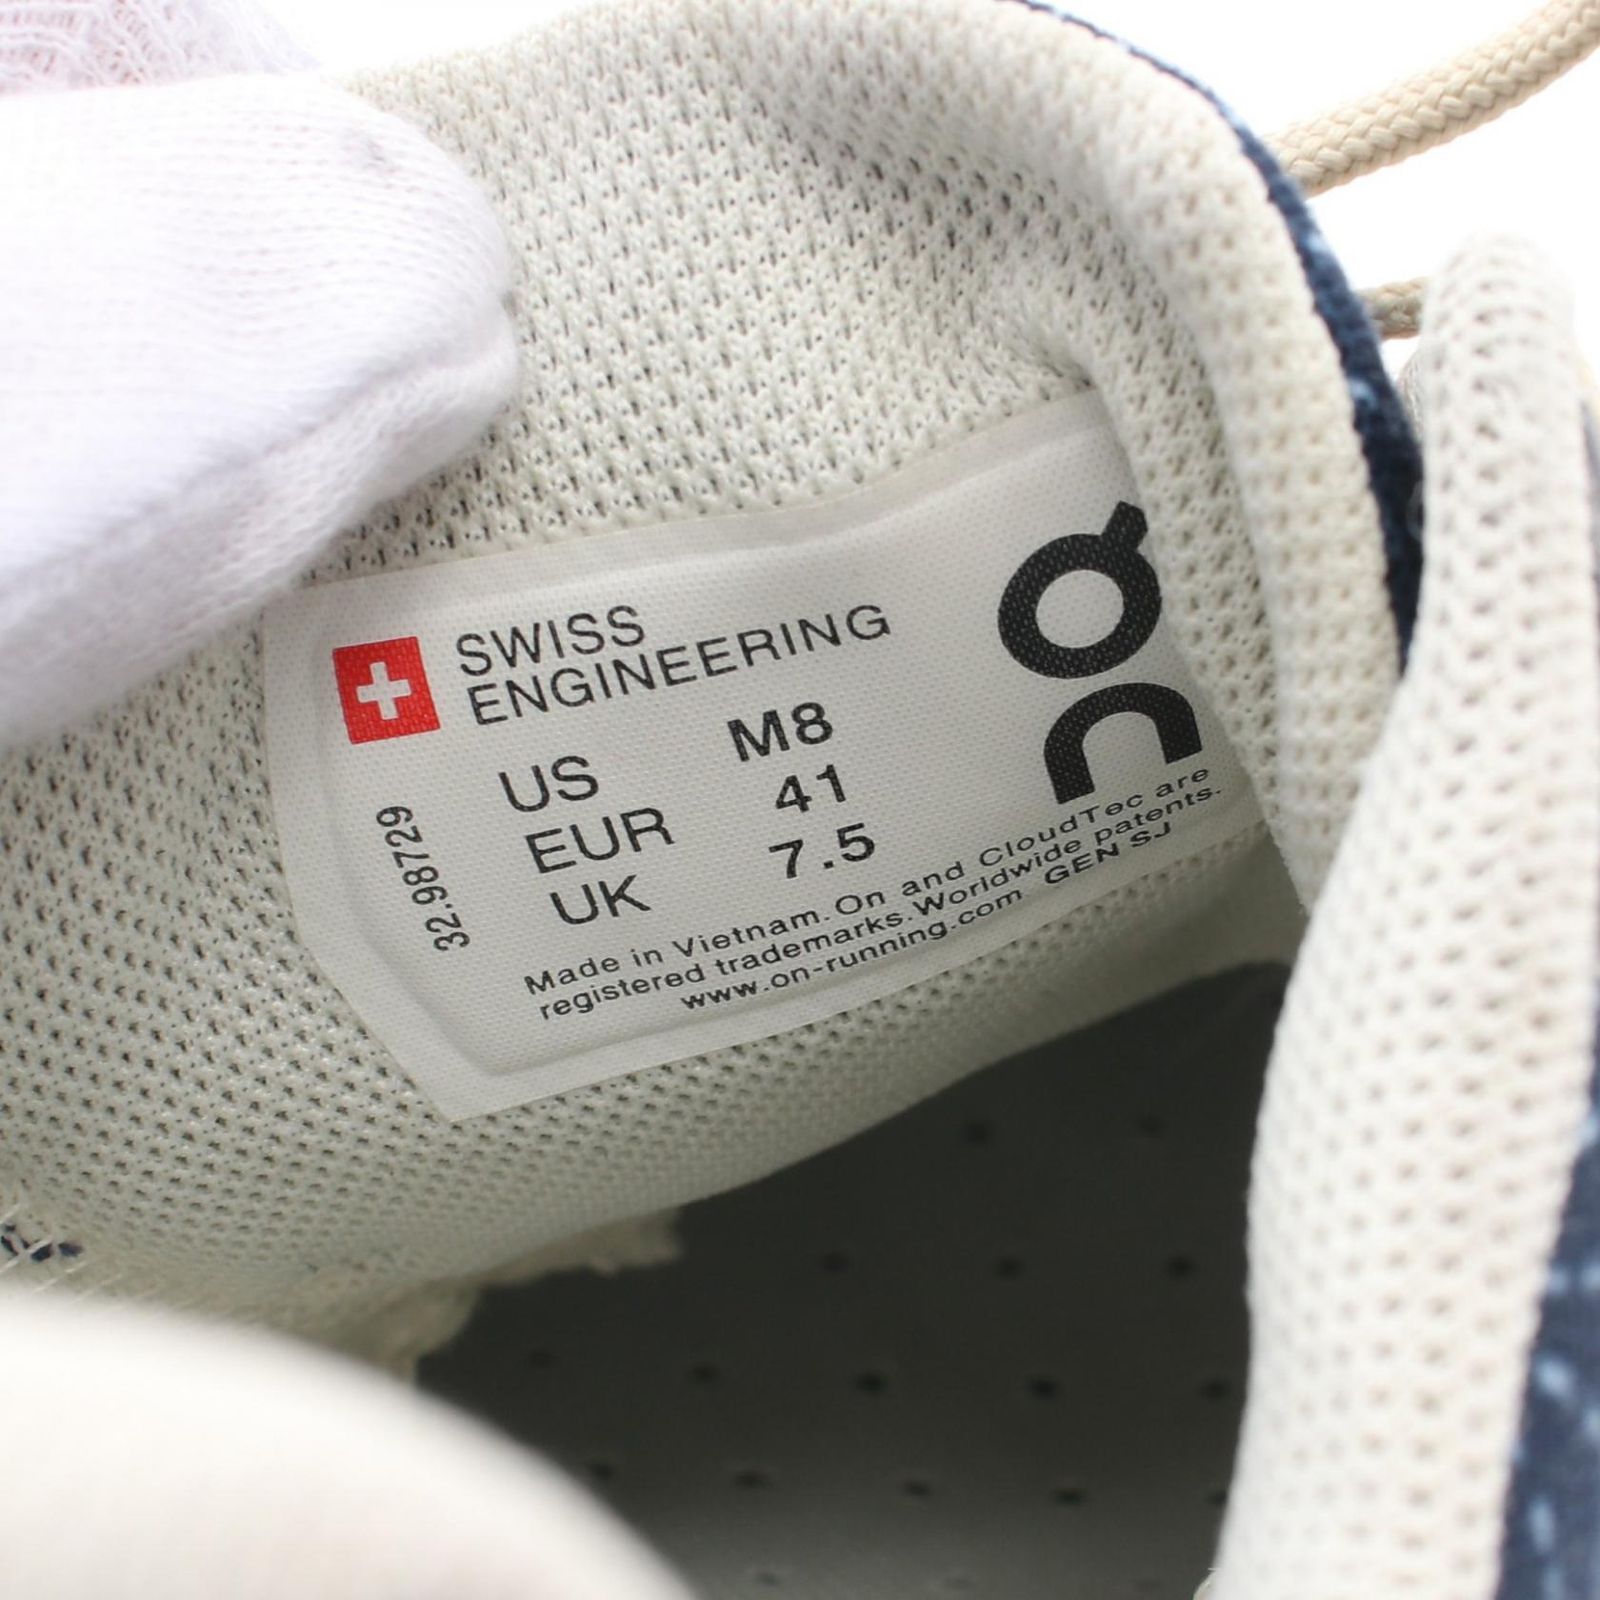 SWISS
ENGINEERING
on
US M8
EUR 41
UK 7.5
32.98729
Made in Vietnam.On and CloudTec are
registered trademarks.Worldwide patents.
www.on-running.com GEN SJ